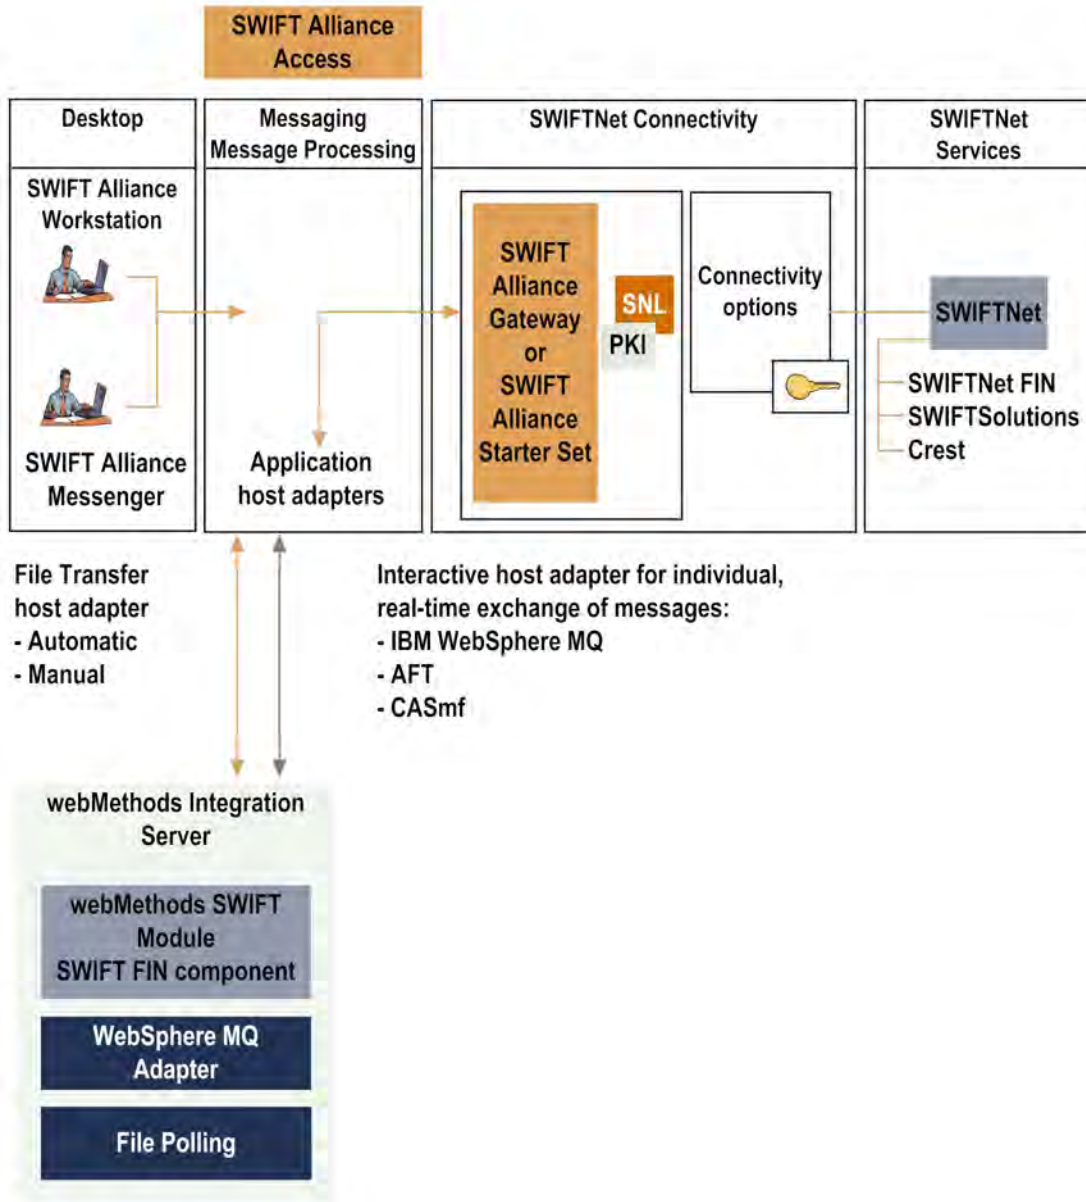 SWIFT Alliance
Access
Desktop
Messaging
Message Processing
SWIFTNet Connectivity
SWIFTNet
Services
SWIFT Alliance
Workstation
SWIFT Alliance
Messenger
Application
host adapters
SWIFT
Alliance
Gateway
or
SWIFT
Alliance
Starter Set
SNL
PKI
Connectivity
options
SWIFTNet
SWIFTNet FIN
SWIFTSolutions
Crest
File Transfer
host adapter
- Automatic
- Manual
Interactive host adapter for individual,
real-time exchange of messages:
- IBM WebSphere MQ
- AFT
- CASmf
webMethods Integration
Server
webMethods SWIFT
Module
SWIFT FIN component
WebSphere MQ
Adapter
File Polling